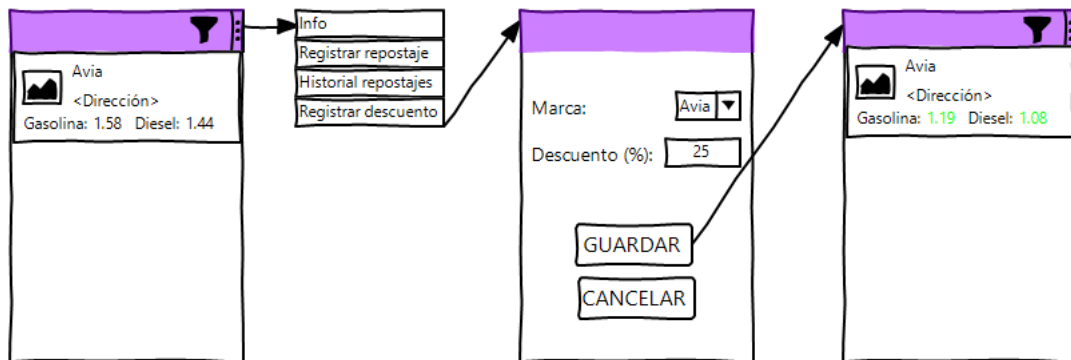 Avia
<Dirección>
Gasolina: 1.58 Diesel: 1.44
Info
Registrar repostaje
Historial repostajes
Registrar descuento
Marca: Avia
Descuento (%): 25
GUARDAR
CANCELAR
Avia
<Dirección>
Gasolina: 1.19 Diesel: 1.08